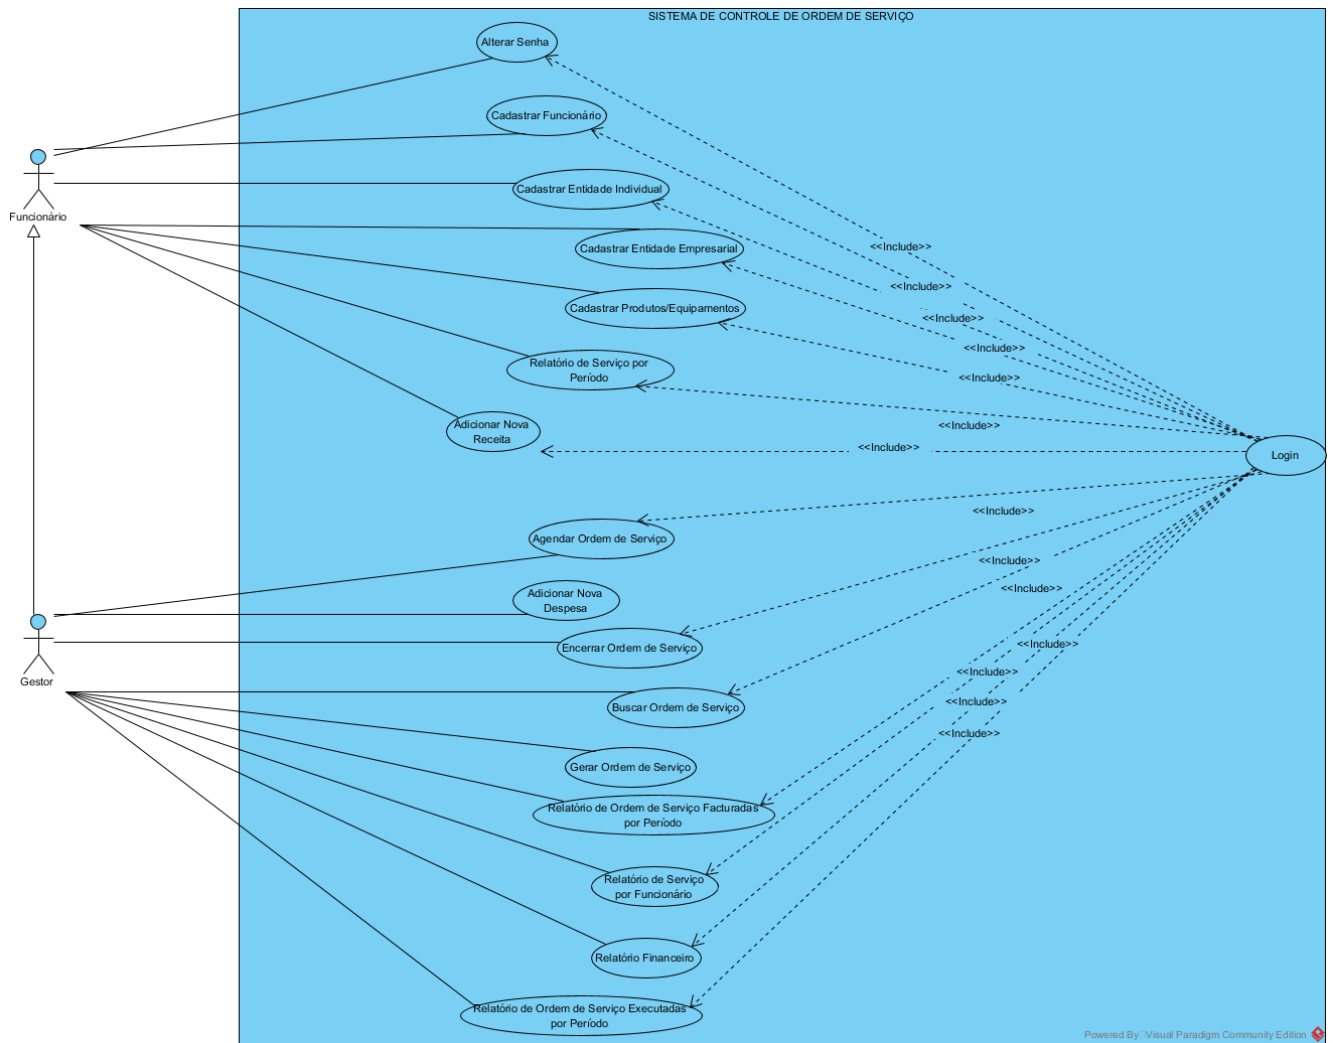 SISTEMA DE CONTROLE DE ORDEM DE SERVIÇO
Alterar Senha
Cadastrar Funcionário
Funcionário
Cadastrar Entidade Individual
Cadastrar Entidade Empresarial
<<Include>>
<<Include>>
Cadastrar Produtos/Equipamentos
<<Include>>
<<Include>>
Relatório de Serviço por
Período
<<Include>>
Adicionar Nova
Receita
<<Include>>
<<Include>>
Login
Agendar Ordem de Serviço
<<Include>>
<<Include>>
Adicionar Nova
Despesa
<<Include>>
Encerrar Ordem de Serviço
<<Include>>
Gestor
<<Include>>
Buscar Ordem de Serviço
<<Include>>
<<Include>>
Gerar Ordem de Serviço
Relatório de Ordem de Serviço Facturadas
por Período
Relatório de Serviço
por Funcionário
Relatório Financeiro
Relatório de Ordem de Serviço Executadas
por Período
Powered By Visual Paradigm Community Edition